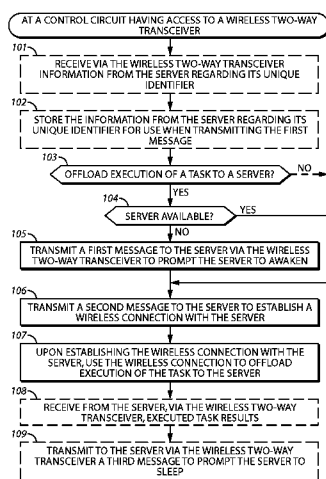 AT A CONTROL CIRCUIT HAVING ACCESS TO A WIRELESS TWO-WAY
TRANSCEIVER
101
RECEIVE VIA THE WIRELESS TWO-WAY TRANSCEIVER
INFORMATION FROM THE SERVER REGARDING ITS UNIQUE
IDENTIFIER
102
STORE THE INFORMATION FROM THE SERVER REGARDING ITS
UNIQUE IDENTIFIER FOR USE WHEN TRANSMITTING THE FIRST
MESSAGE
103
OFFLOAD EXECUTION OF A TASK TO A SERVER?
NO
YES
104
SERVER AVAILABLE?
YES
NO
105
TRANSMIT A FIRST MESSAGE TO THE SERVER VIA THE WIRELESS
TWO-WAY TRANSCEIVER TO PROMPT THE SERVER TO AWAKEN
106
TRANSMIT A SECOND MESSAGE TO THE SERVER TO ESTABLISH A
WIRELESS CONNECTION WITH THE SERVER
107
UPON ESTABLISHING THE WIRELESS CONNECTION WITH THE
SERVER, USE THE WIRELESS CONNECTION TO OFFLOAD
EXECUTION OF THE TASK TO THE SERVER
108
RECEIVE FROM THE SERVER, VIA THE WIRELESS TWO-WAY
TRANSCEIVER, EXECUTED TASK RESULTS
109
TRANSMIT TO THE SERVER VIA THE WIRELESS TWO-WAY
TRANSCEIVER A THIRD MESSAGE TO PROMPT THE SERVER TO
SLEEP